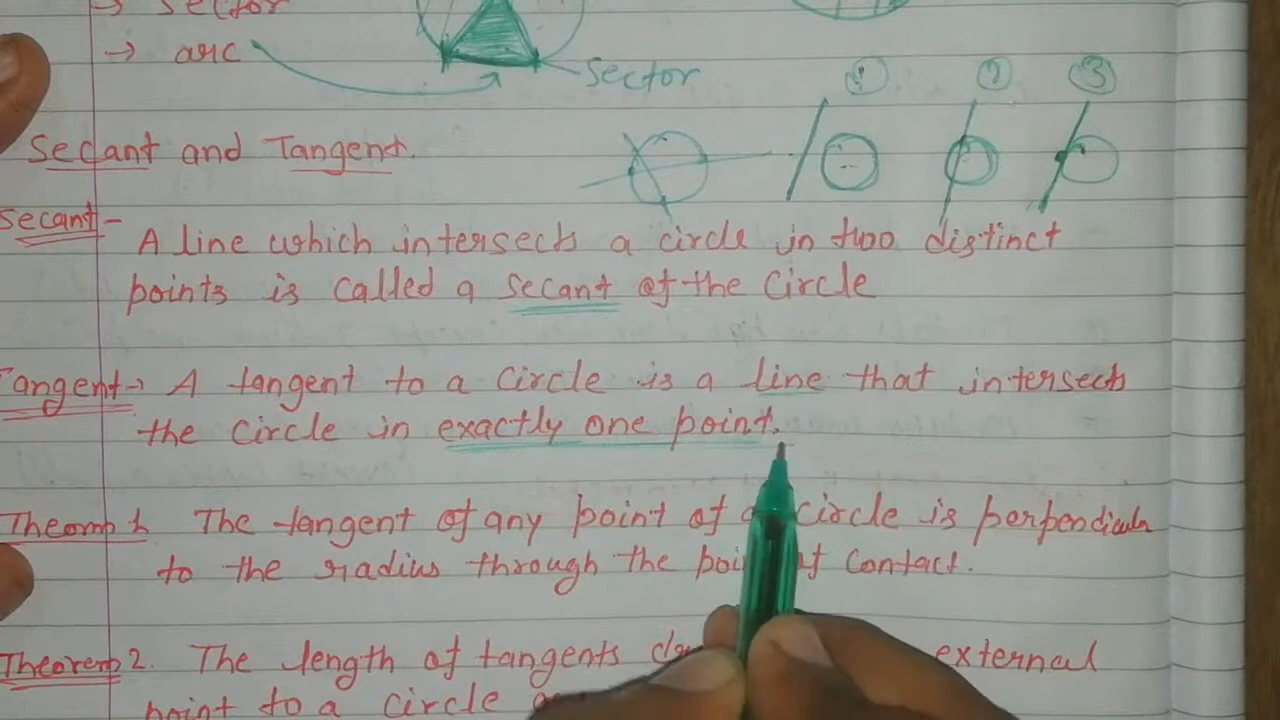 → sector
→ arc
Sector
1 2 3
Secant and Tangent.
Secant - A line which intersects a circle in two distinct
points is called a secant of the Circle
Tangent → A tangent to a Circle is a line that intersects
the Circle in exactly one point.
Theorem 1 The tangent of any point of a circle is perpendicular
to the radius through the point of Contact.
Theorem 2. The length of tangents external
point to a circle